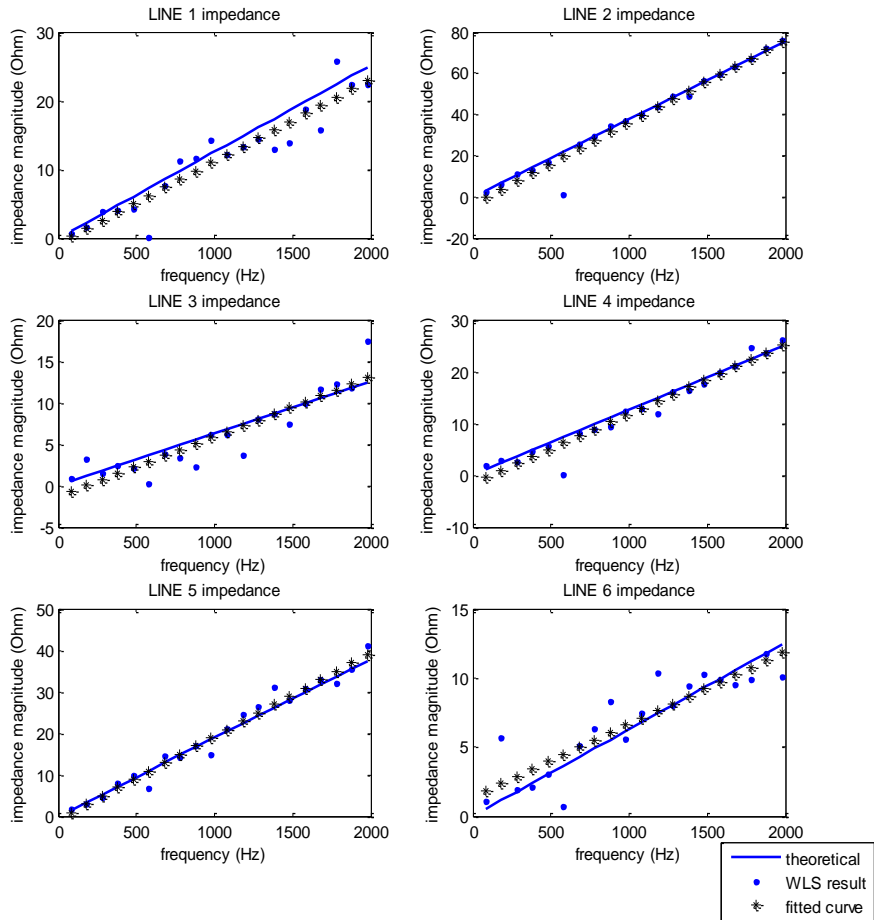 LINE 1 impedance
impedance magnitude (Ohm)
30
20
10
0
0
500
1000
1500
2000
frequency (Hz)
LINE 2 impedance
impedance magnitude (Ohm)
80
60
40
20
0
-20
0
500
1000
1500
2000
frequency (Hz)
LINE 3 impedance
impedance magnitude (Ohm)
20
15
10
5
0
-5
0
500
1000
1500
2000
frequency (Hz)
LINE 4 impedance
impedance magnitude (Ohm)
30
20
10
0
-10
0
500
1000
1500
2000
frequency (Hz)
LINE 5 impedance
impedance magnitude (Ohm)
50
40
30
20
10
0
0
500
1000
1500
2000
frequency (Hz)
LINE 6 impedance
impedance magnitude (Ohm)
15
10
5
0
0
500
1000
1500
2000
frequency (Hz)
theoretical
WLS result
fitted curve